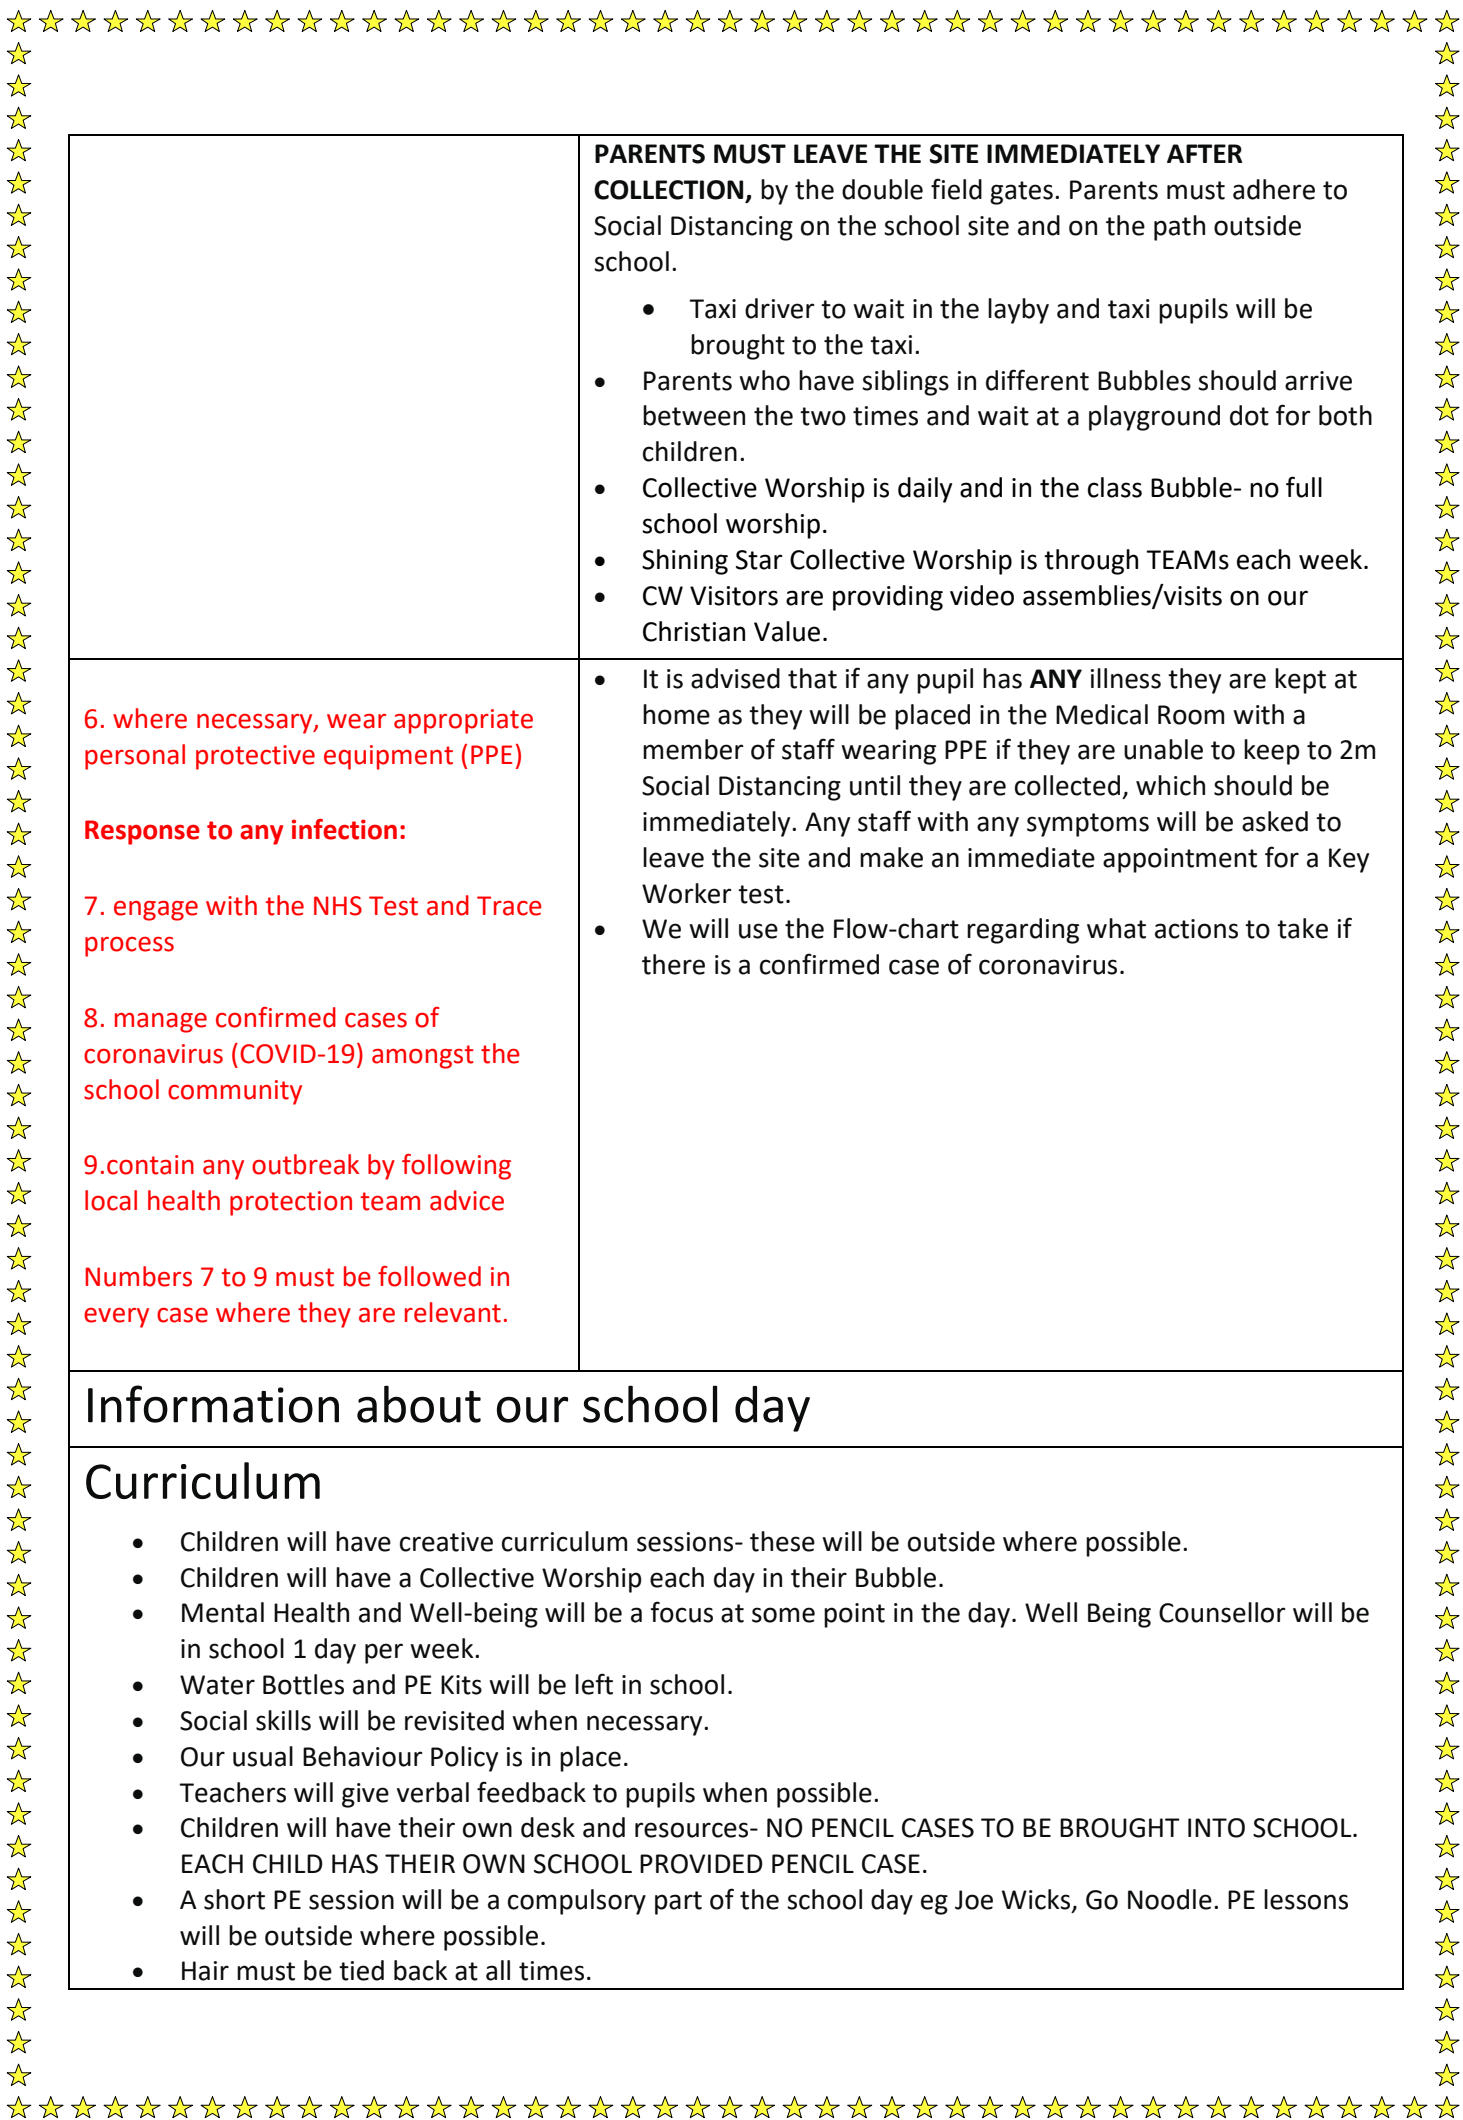 PARENTS MUST LEAVE THE SITE IMMEDIATELY AFTER
COLLECTION, by the double field gates. Parents must adhere to
Social Distancing on the school site and on the path outside
school.
• Taxi driver to wait in the layby and taxi pupils will be
brought to the taxi.
• Parents who have siblings in different Bubbles should arrive
between the two times and wait at a playground dot for both
children.
• Collective Worship is daily and in the class Bubble- no full
school worship.
• Shining Star Collective Worship is through TEAMs each week.
• CW Visitors are providing video assemblies/visits on our
Christian Value.
6. where necessary, wear appropriate
personal protective equipment (PPE)
Response to any infection:
7. engage with the NHS Test and Trace
process
8. manage confirmed cases of
coronavirus (COVID-19) amongst the
school community
9.contain any outbreak by following
local health protection team advice
Numbers 7 to 9 must be followed in
every case where they are relevant.
• It is advised that if any pupil has ANY illness they are kept at
home as they will be placed in the Medical Room with a
member of staff wearing PPE if they are unable to keep to 2m
Social Distancing until they are collected, which should be
immediately. Any staff with any symptoms will be asked to
leave the site and make an immediate appointment for a Key
Worker test.
• We will use the Flow-chart regarding what actions to take if
there is a confirmed case of coronavirus.
Information about our school day
Curriculum
• Children will have creative curriculum sessions- these will be outside where possible.
• Children will have a Collective Worship each day in their Bubble.
• Mental Health and Well-being will be a focus at some point in the day. Well Being Counsellor will be
in school 1 day per week.
• Water Bottles and PE Kits will be left in school.
• Social skills will be revisited when necessary.
• Our usual Behaviour Policy is in place.
• Teachers will give verbal feedback to pupils when possible.
• Children will have their own desk and resources- NO PENCIL CASES TO BE BROUGHT INTO SCHOOL.
EACH CHILD HAS THEIR OWN SCHOOL PROVIDED PENCIL CASE.
• A short PE session will be a compulsory part of the school day eg Joe Wicks, Go Noodle. PE lessons
will be outside where possible.
• Hair must be tied back at all times.